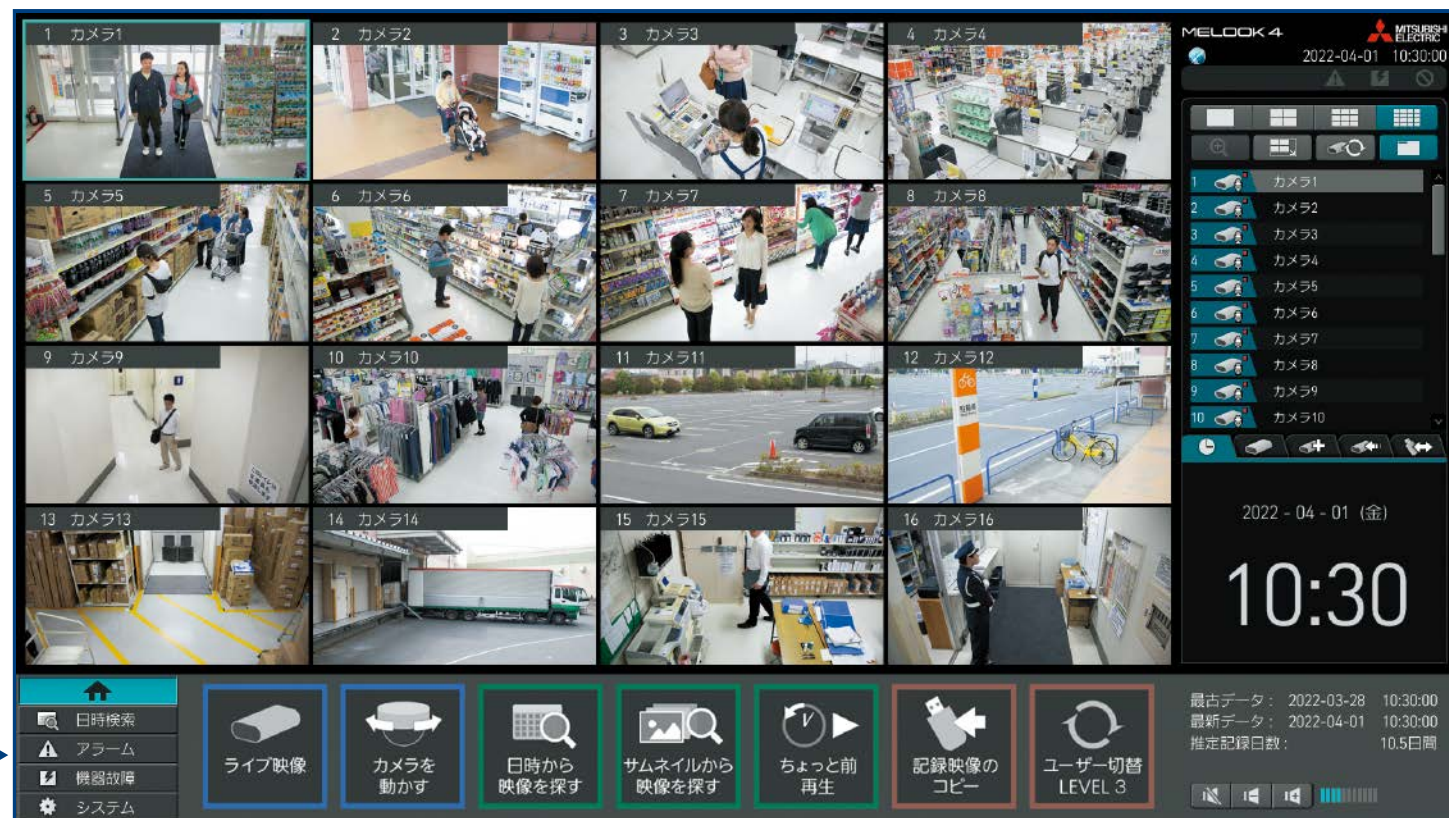 1 カメラ1
2 カメラ2
3 カメラ3
4 カメラ4
5 カメラ5
6 カメラ6
7 カメラ7
8 カメラ8
9 カメラ9
10 カメラ10
11 カメラ11
12 カメラ12
13 カメラ13
14 カメラ14
15 カメラ15
16 カメラ16
MELOOK 4
MITSUBISHI
ELECTRIC
2022-04-01 10:30:00
1 カメラ1
2 カメラ2
3 カメラ3
4 カメラ4
5 カメラ5
6 カメラ6
7 カメラ7
8 カメラ8
9 カメラ9
10 カメラ10
2022 - 04 - 01 (金)
10:30
日時検索
アラーム
機器故障
システム
ライブ映像
カメラを
動かす
日時から
映像を探す
サムネイルから
映像を探す
ちょっと前
再生
記録映像の
コピー
ユーザー切替
LEVEL 3
最古データ: 2022-03-28 10:30:00
最新データ: 2022-04-01 10:30:00
推定記録日数: 10.5日間